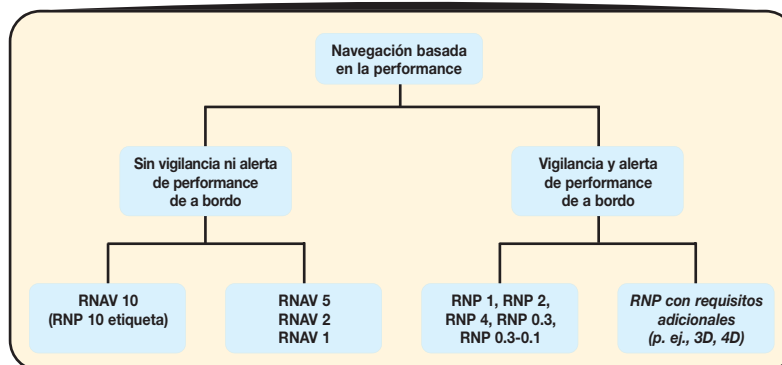 Navegación basada
en la performance
Sin vigilancia ni alerta
de performance
de a bordo
Vigilancia y alerta
de performance
de a bordo
RNAV 10
(RNP 10 etiqueta)
RNAV 5
RNAV 2
RNAV 1
RNP 1, RNP 2,
RNP 4, RNP 0.3,
RNP 0.3-0.1
RNP con requisitos
adicionales
(p. ej., 3D, 4D)